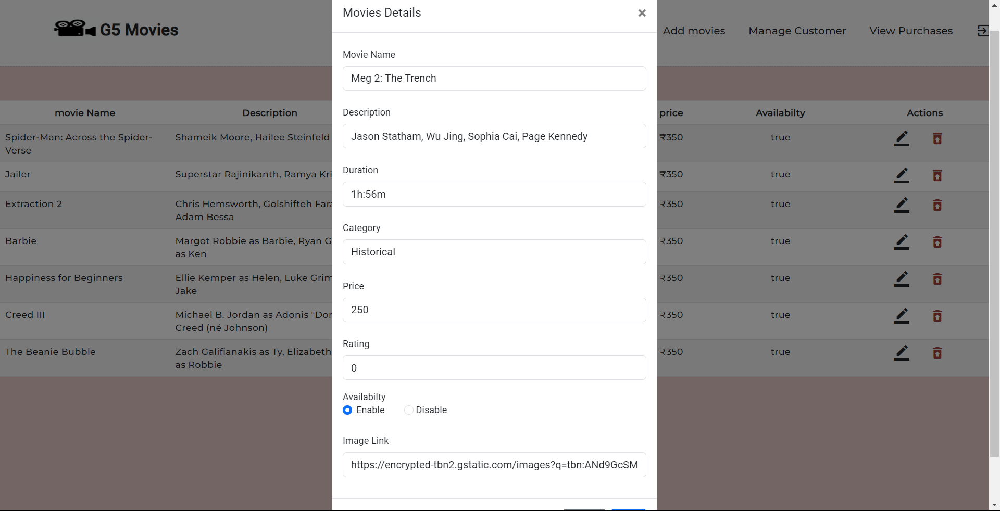 G5 Movies
Add movies
Manage Customer
View Purchases
Movies Details
×
Movie Name
Meg 2: The Trench
Description
Jason Statham, Wu Jing, Sophia Cai, Page Kennedy
Duration
1h:56m
Category
Historical
Price
250
Rating
0
Availabilty
Enable
Disable
Image Link
https://encrypted-tbn2.gstatic.com/images?q=tbn:ANd9GcSM
movie Name
Description
price
Availabilty
Actions
Spider-Man: Across the Spider-
Verse
Shameik Moore, Hailee Steinfeld
₹350
true
Jailer
Superstar Rajinikanth, Ramya
₹350
true
Extraction 2
Chris Hemsworth, Golshifteh
Adam Bessa
₹350
true
Barbie
Margot Robbie as Barbie, Ryan
as Ken
₹350
true
Happiness for Beginners
Ellie Kemper as Helen, Luke
Jake
₹350
true
Creed III
Michael B. Jordan as Adonis
Creed (né Johnson)
₹350
true
The Beanie Bubble
Zach Galifianakis as Ty, Elizabeth
as Robbie
₹350
true